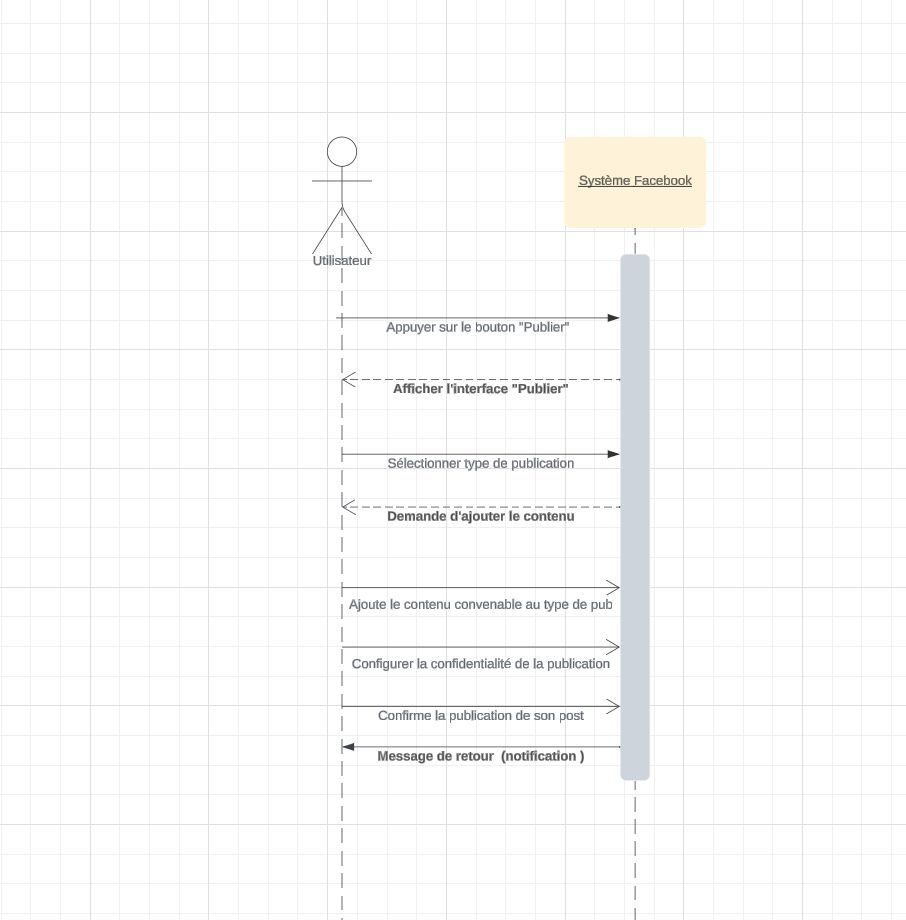 Système Facebook
Utilisateur
Appuyer sur le bouton "Publier"
Afficher l'interface "Publier"
Sélectionner type de publication
Demande d'ajouter le contenu
Ajoute le contenu convenable au type de pub
Configurer la confidentialité de la publication
Confirme la publication de son post
Message de retour (notification )